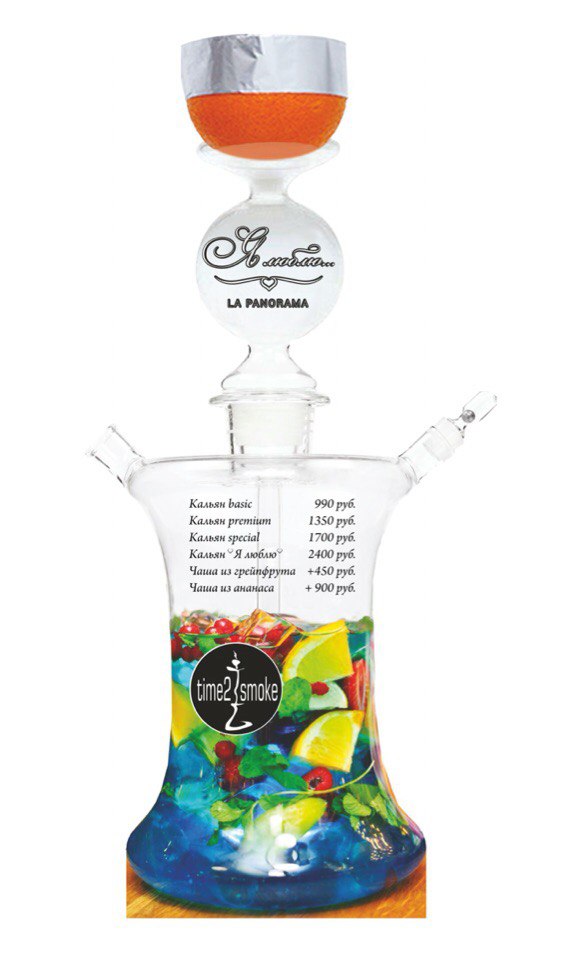 Я люблю...
LA PANORAMA
Кальян basic 990 руб.
Кальян premium 1350 руб.
Кальян special 1700 руб.
Кальян "Я люблю" 2400 руб.
Чаша из грейпфрута +450 руб.
Чаша из ананаса + 900 руб.
time2smoke